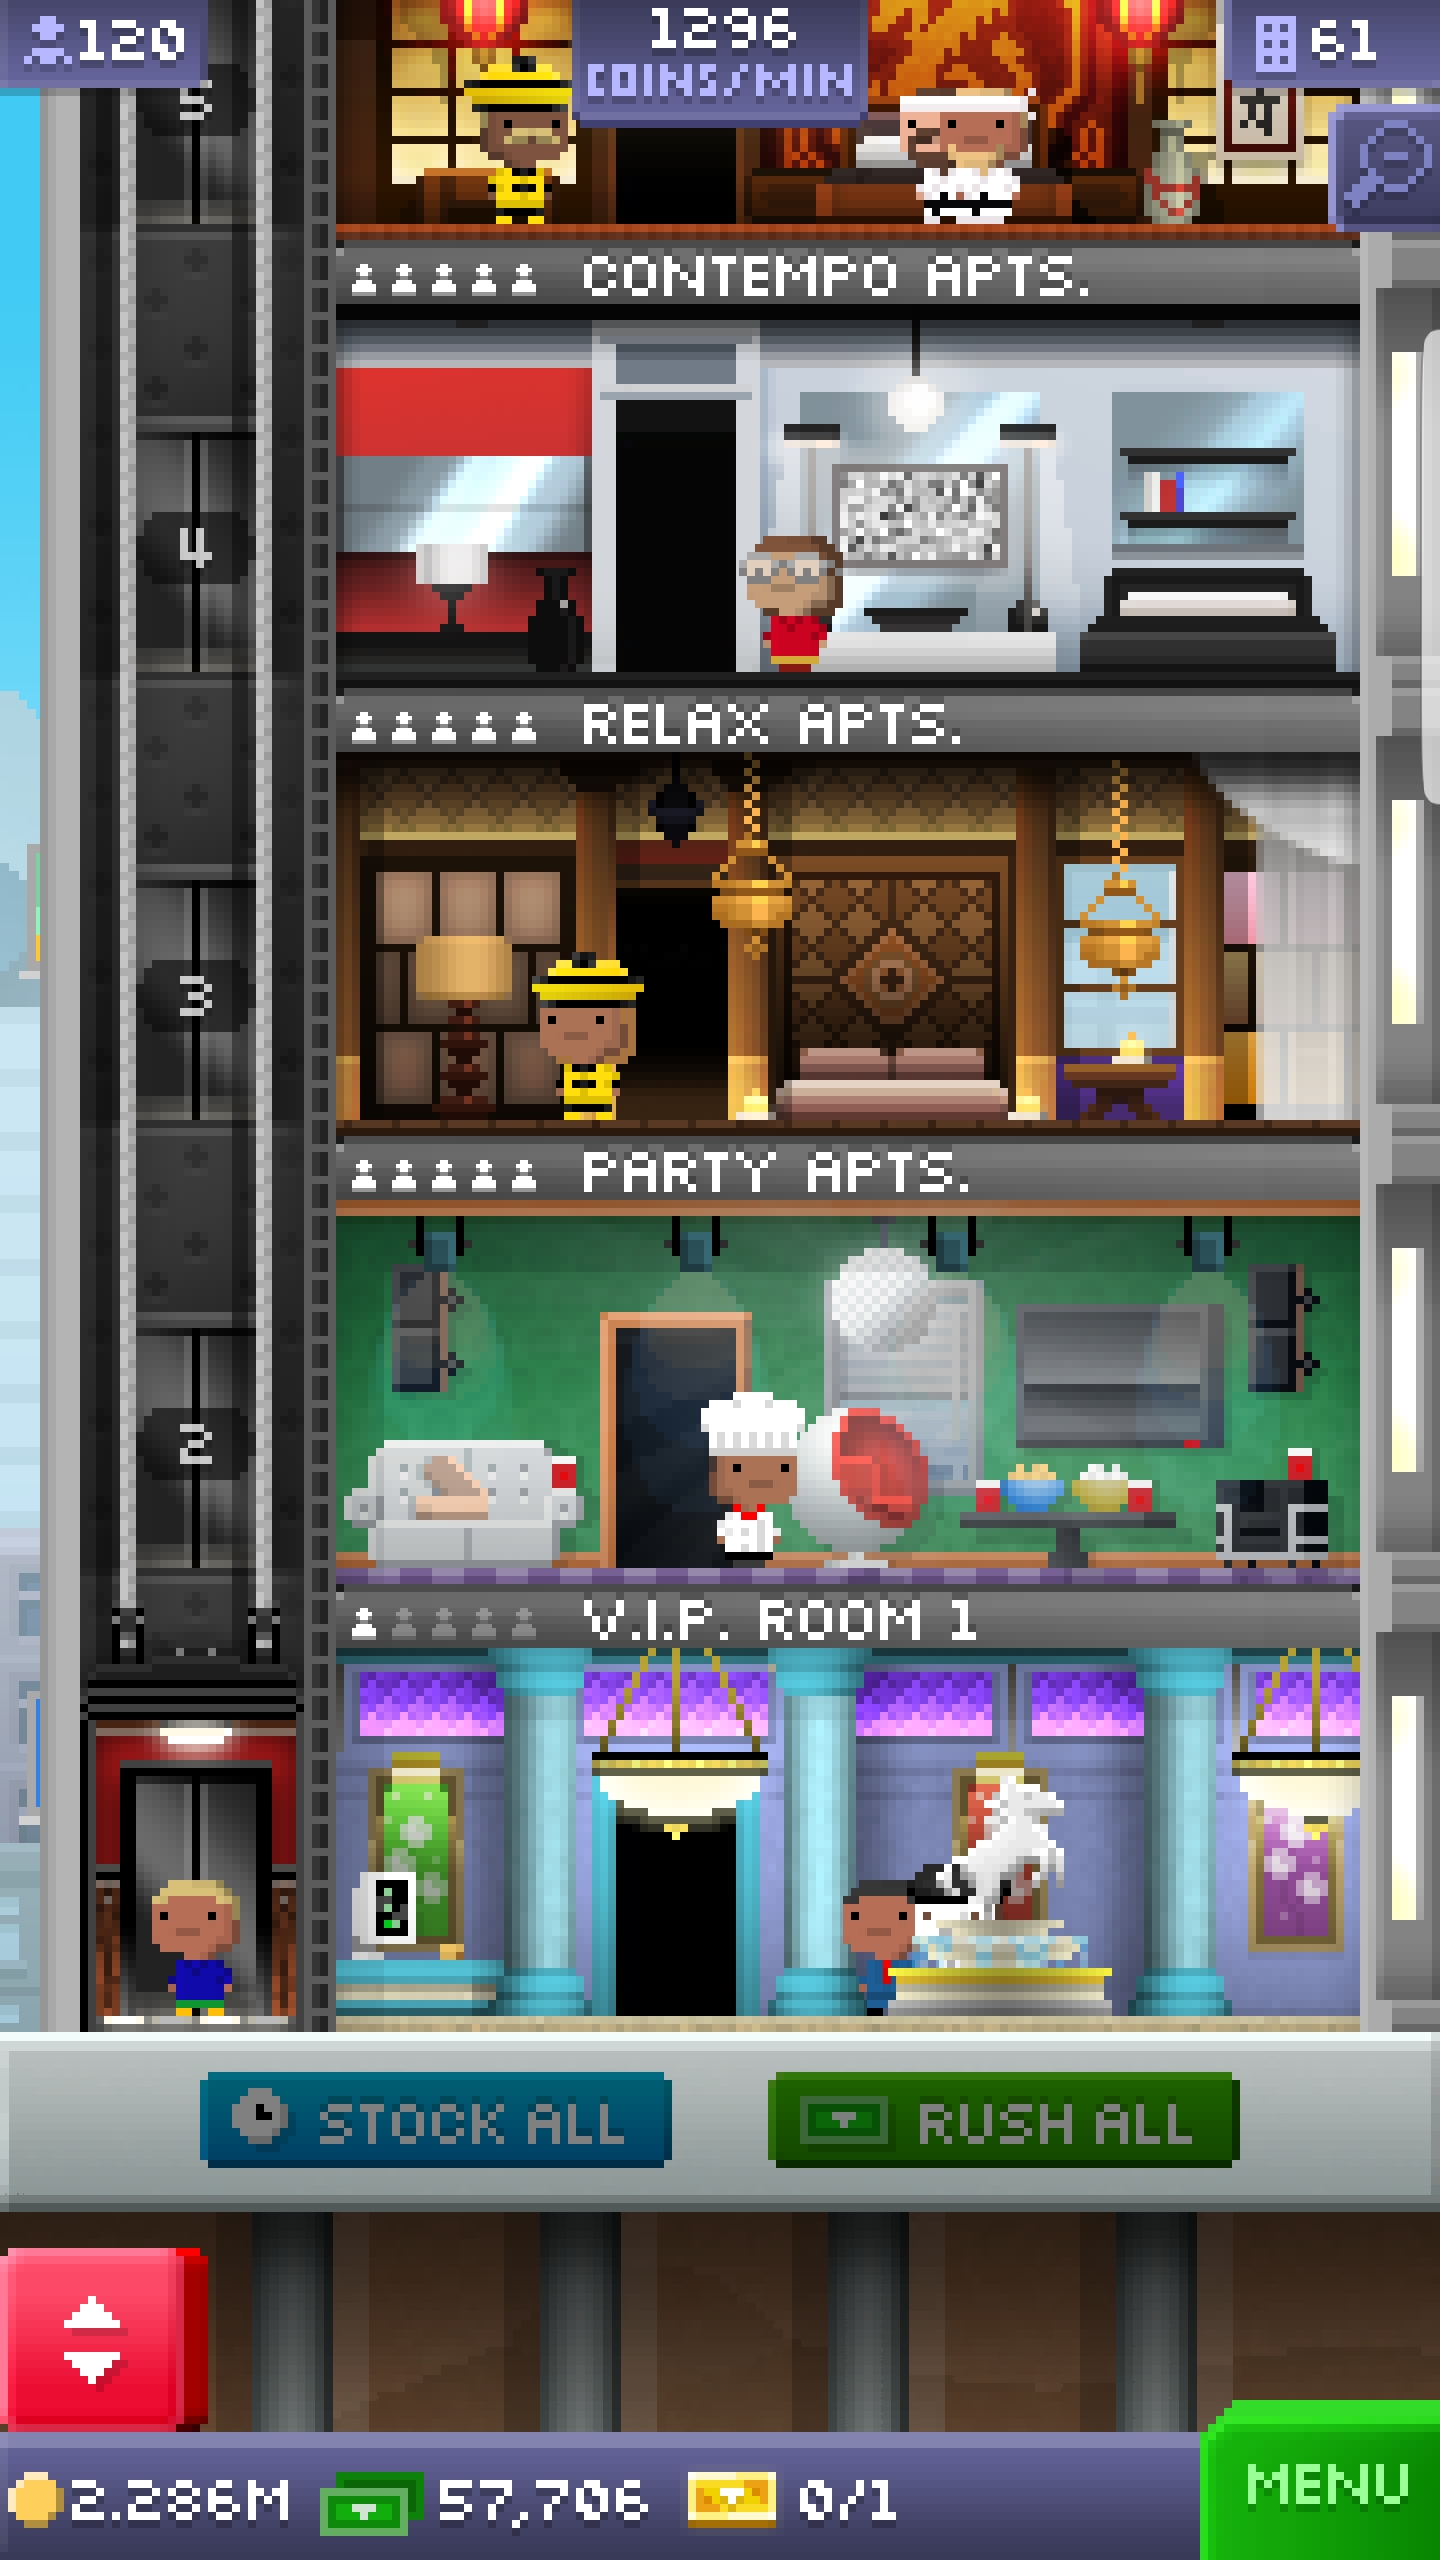 120
1296
COINS/MIN
61
5
CONTEMPO APTS.
4
RELAX APTS.
3
PARTY APTS.
2
V.I.P. ROOM 1
STOCK ALL
RUSH ALL
2.286M
57,706
0/1
MENU